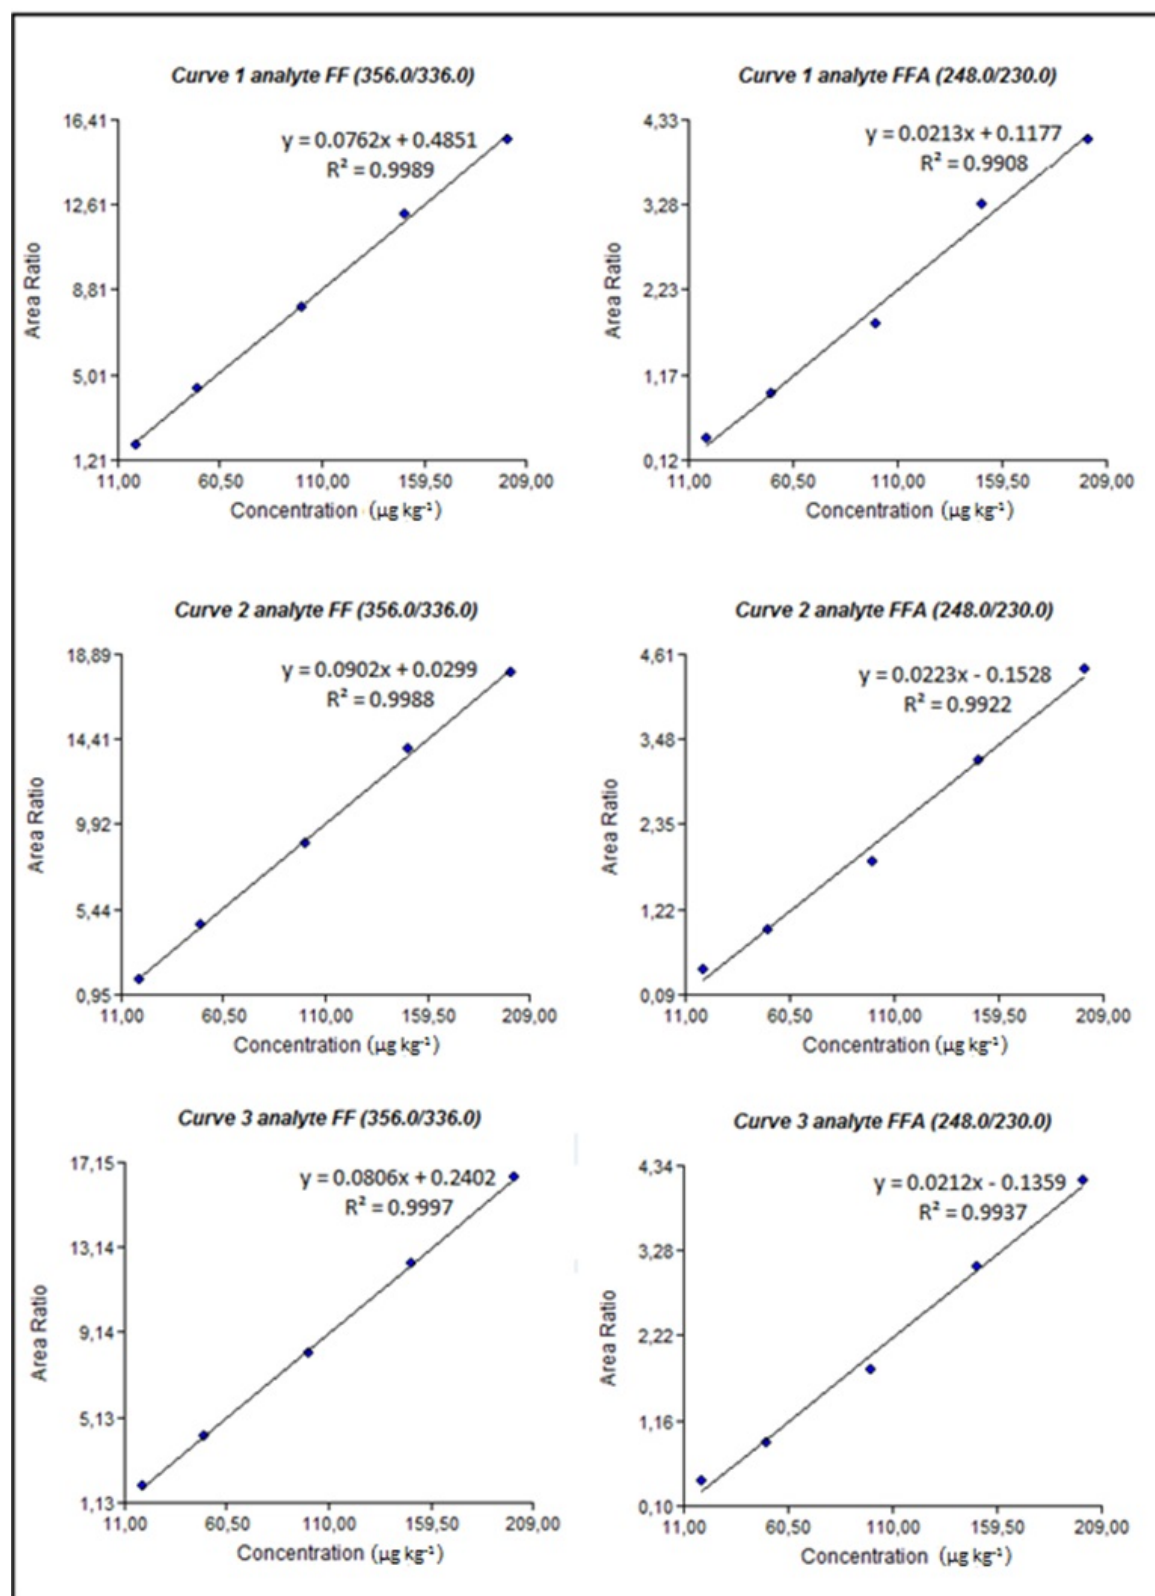 Curve 1 analyte FF (356.0/336.0)
y = 0.0762x + 0.4851
R² = 0.9989
16,41
12,61
8,81
5,01
1,21
Area Ratio
11,00 60,50 110,00 159,50 209,00
Concentration (µg kg⁻¹)
Curve 1 analyte FFA (248.0/230.0)
y = 0.0213x + 0.1177
R² = 0.9908
4,33
3,28
2,23
1,17
0,12
Area Ratio
11,00 60,50 110,00 159,50 209,00
Concentration (µg kg⁻¹)
Curve 2 analyte FF (356.0/336.0)
y = 0.0902x + 0.0299
R² = 0.9988
18,89
14,41
9,92
5,44
0,95
Area Ratio
11,00 60,50 110,00 159,50 209,00
Concentration (µg kg⁻¹)
Curve 2 analyte FFA (248.0/230.0)
y = 0.0223x - 0.1528
R² = 0.9922
4,61
3,48
2,35
1,22
0,09
Area Ratio
11,00 60,50 110,00 159,50 209,00
Concentration (µg kg⁻¹)
Curve 3 analyte FF (356.0/336.0)
y = 0.0806x + 0.2402
R² = 0.9997
17,15
13,14
9,14
5,13
1,13
Area Ratio
11,00 60,50 110,00 159,50 209,00
Concentration (µg kg⁻¹)
Curve 3 analyte FFA (248.0/230.0)
y = 0.0212x - 0.1359
R² = 0.9937
4,34
3,28
2,22
1,16
0,10
Area Ratio
11,00 60,50 110,00 159,50 209,00
Concentration (µg kg⁻¹)